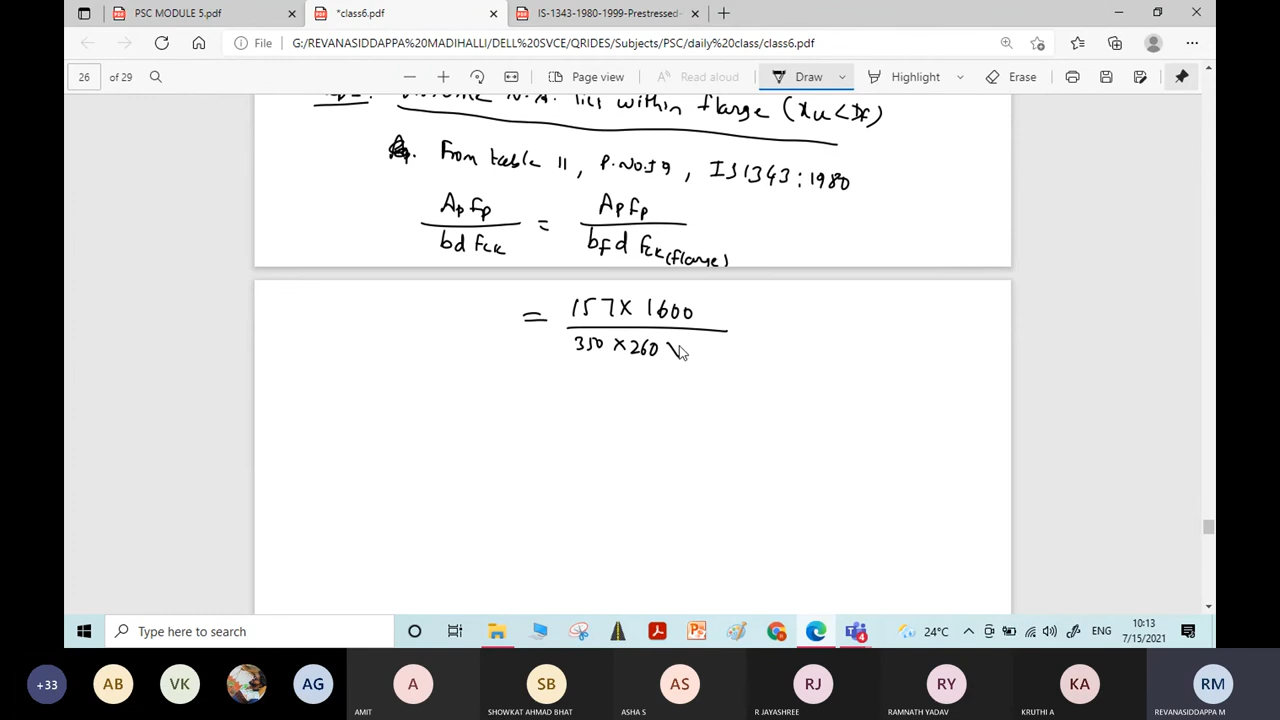 PSC MODULE 5.pdf
*class6.pdf
IS-1343-1980-1999-Prestressed-
File
G:/REVANASIDDAPPA%20MADIHALLI/DELL%20SVCE/QRIDES/Subjects/PSC/daily%20class/class6.pdf
26 of 29
Page view
Read aloud
Draw
Highlight
Erase
N.A. lies within flange (xu<Df)
From table 11, P.No.59, IS1343:1980
Ap fp / bd fck = Ap fp / bf d fck(flange)
= 157 x 1600
350 x 260
Type here to search
24°C
ENG
10:13
7/15/2021
+33
AB
VK
AG
A
SB
AS
RJ
RY
KA
RM
AMIT
SHOWKAT AHMAD BHAT
ASHA S
R JAYASHREE
RAMNATH YADAV
KRUTHI A
REVANASIDDAPPA M